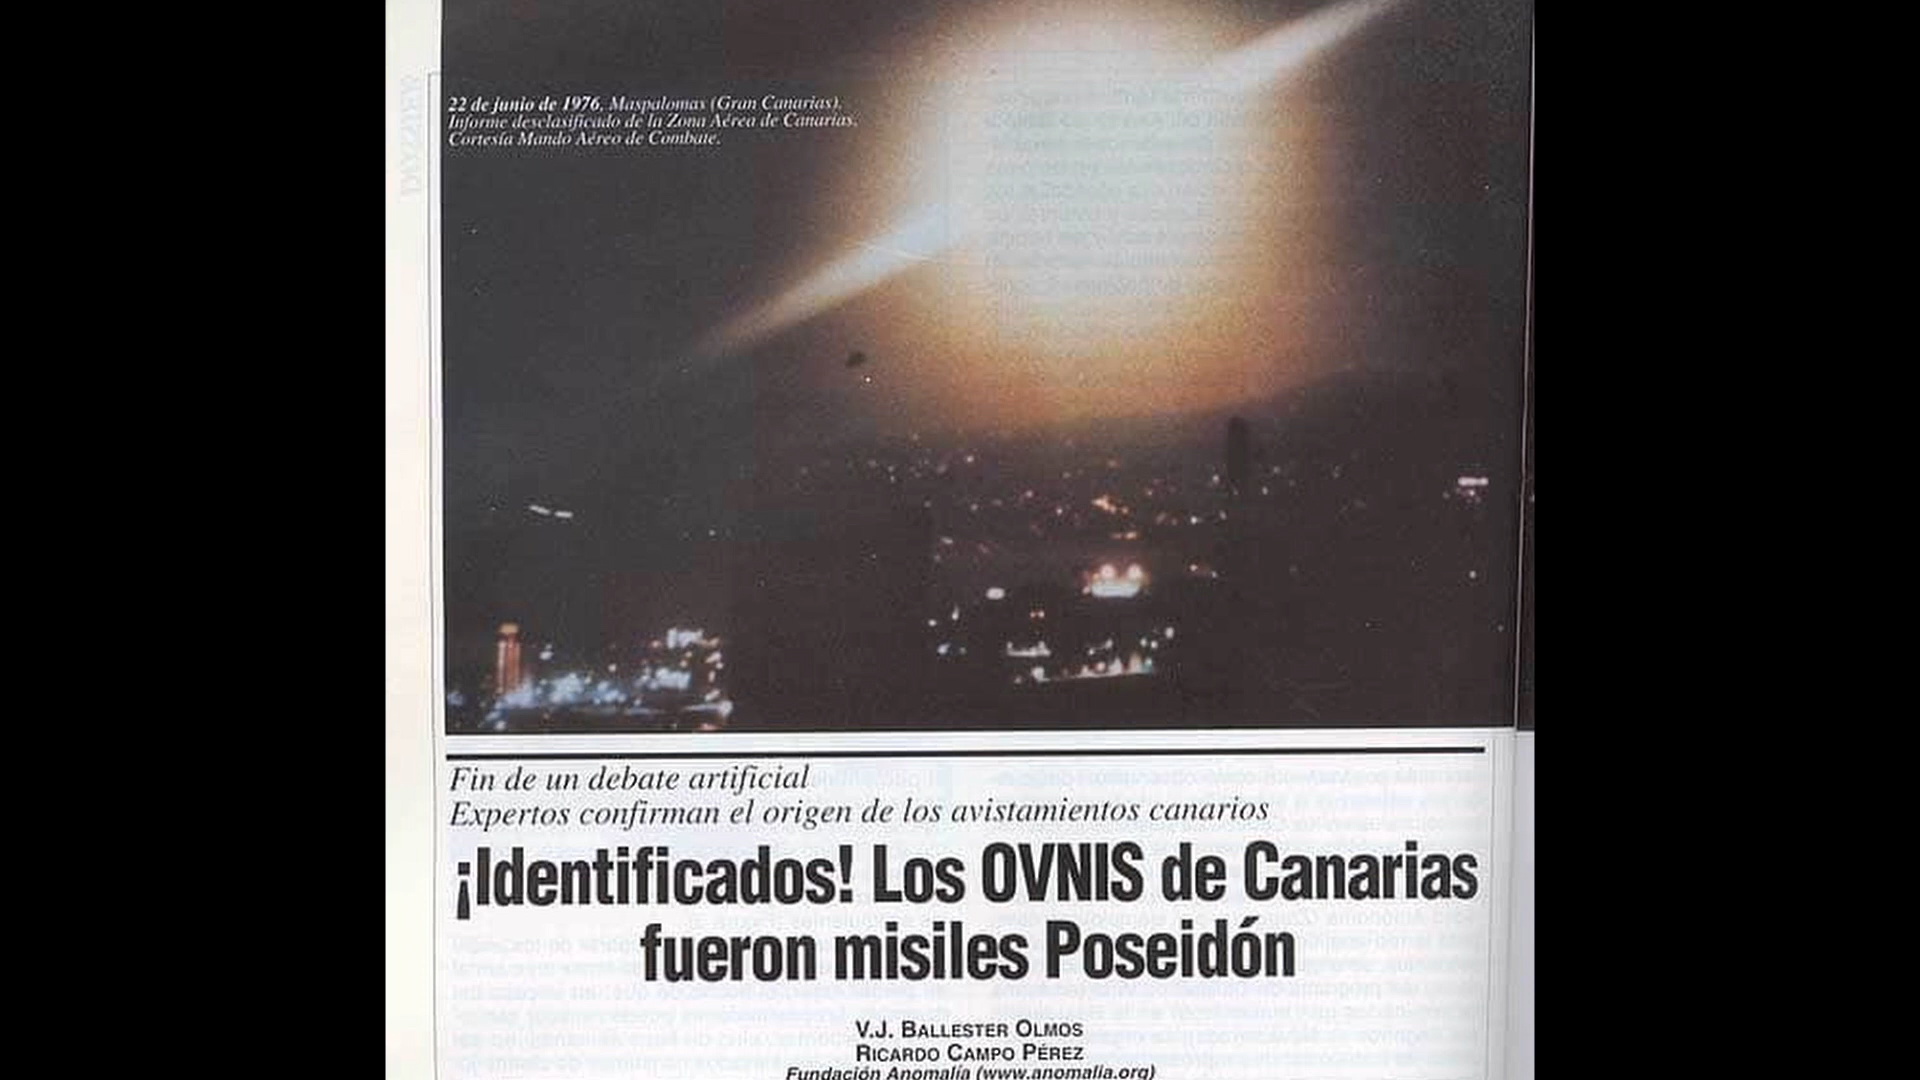 22 de junio de 1976, Maspalomas (Gran Canarias),
Informe desclasificado de la Zona Aérea de Canarias.
Cortesía Mando Aéreo de Combate.
Fin de un debate artificial
Expertos confirman el origen de los avistamientos canarios
¡Identificados! Los OVNIS de Canarias
fueron misiles Poseidón
V.J. BALLESTER OLMOS
RICARDO CAMPO PÉREZ
Fundación Anomalía (www.anomalia.org)